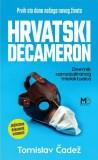 Prvih sto dana našega novog života
HRVATSKI
DECAMERON
Dnevnik
samoizoliranog
intelektualca
Tomislav Čadež